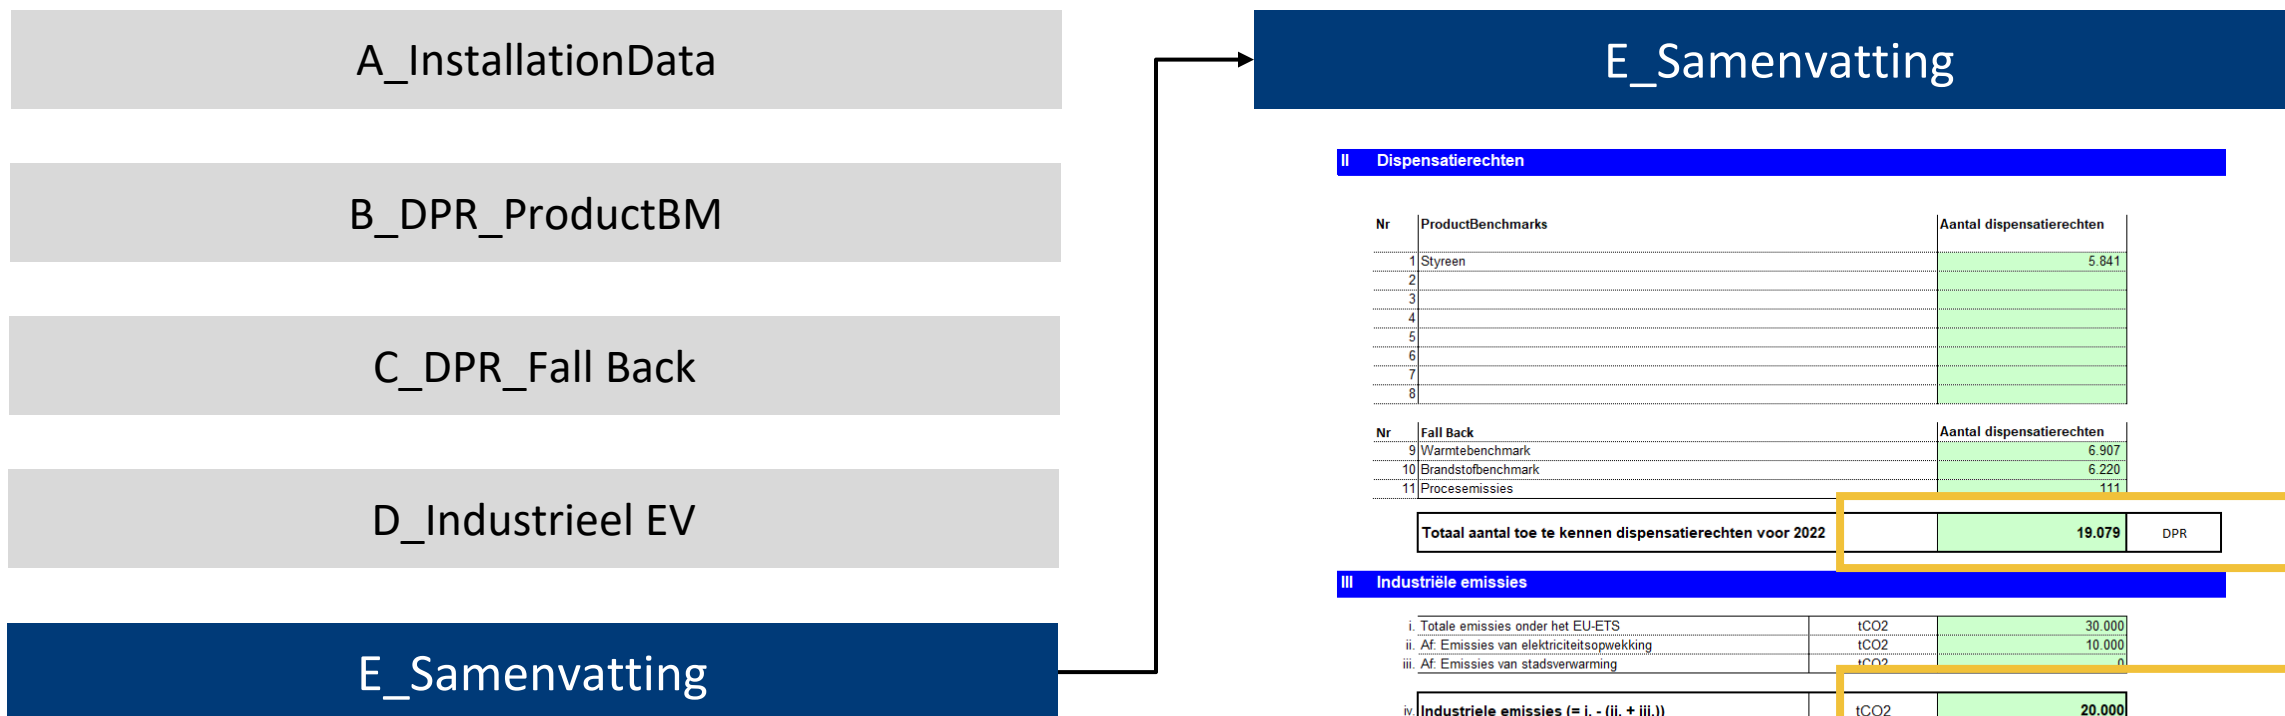 A_InstallationData
B_DPR_ProductBM
C_DPR_Fall Back
D_Industrieel EV
E_Samenvatting
E_Samenvatting
II Dispensatierechten
Nr ProductBenchmarks Aantal dispensatierechten
1 Styreen 5.841
2
3
4
5
6
7
8
Nr Fall Back Aantal dispensatierechten
9 Warmtebenchmark 6.907
10 Brandstofbenchmark 6.220
11 Procesemissies 111
Totaal aantal toe te kennen dispensatierechten voor 2022 19.079 DPR
III Industriële emissies
i. Totale emissies onder het EU-ETS tCO2 30.000
ii. Af: Emissies van elektriciteitsopwekking tCO2 10.000
iii. Af: Emissies van stadsverwarming tCO2 0
iv. Industriele emissies (= i. - (ii. + iii.)) tCO2 20.000